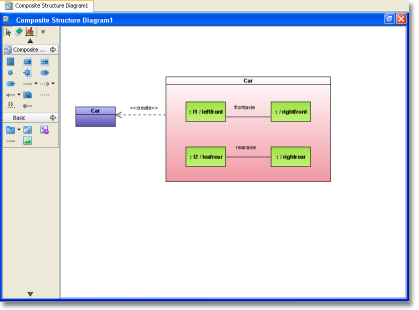 Composite Structure Diagram1
Composite Structure Diagram1
Composite ...
Basic
Car
<<create>>
Car
: l1 / leftfront
frontaxle
: / rightfront
: l2 / leafrear
rearaxle
: / rightrear